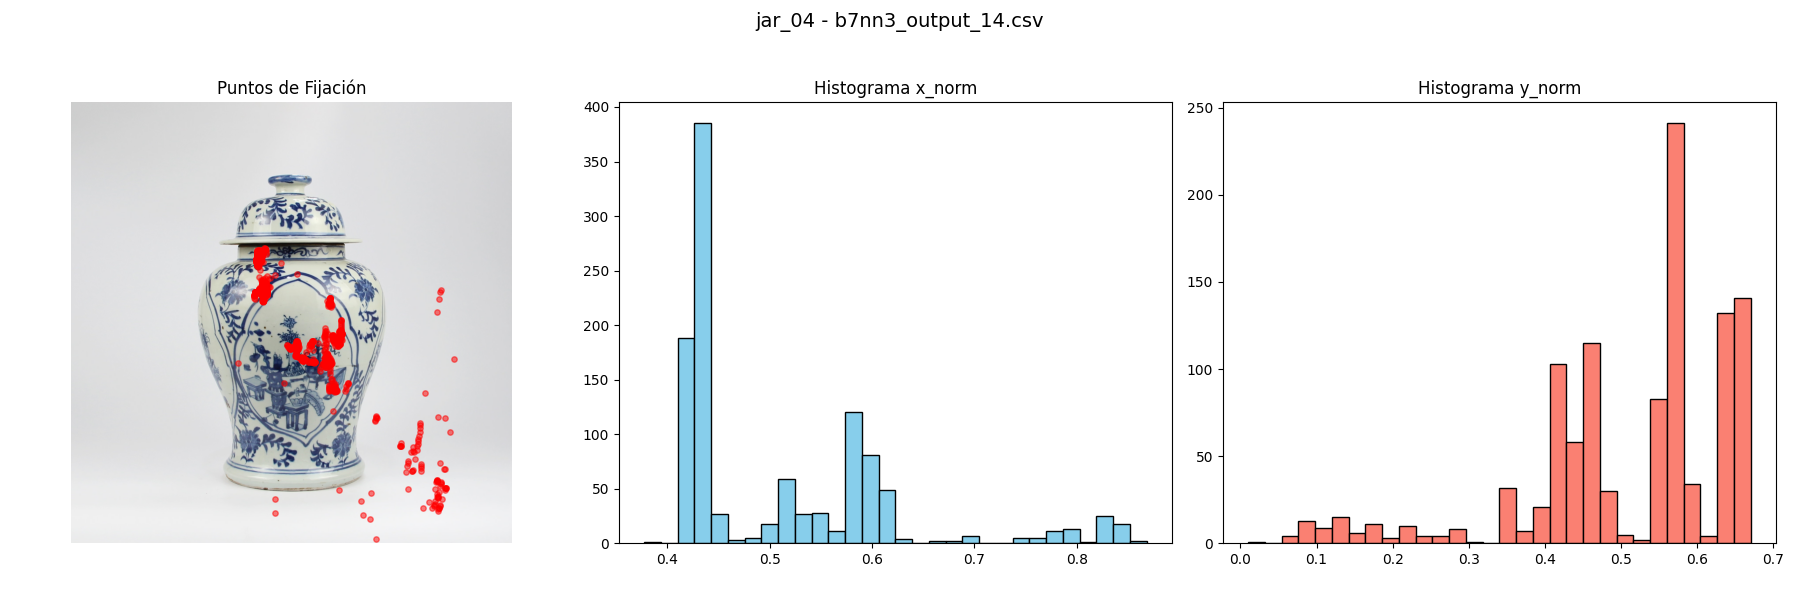 jar_04 - b7nn3_output_14.csv
Puntos de Fijación
Histograma x_norm
400
350
300
250
200
150
100
50
0
0.4 0.5 0.6 0.7 0.8
Histograma y_norm
250
200
150
100
50
0
0.0 0.1 0.2 0.3 0.4 0.5 0.6 0.7